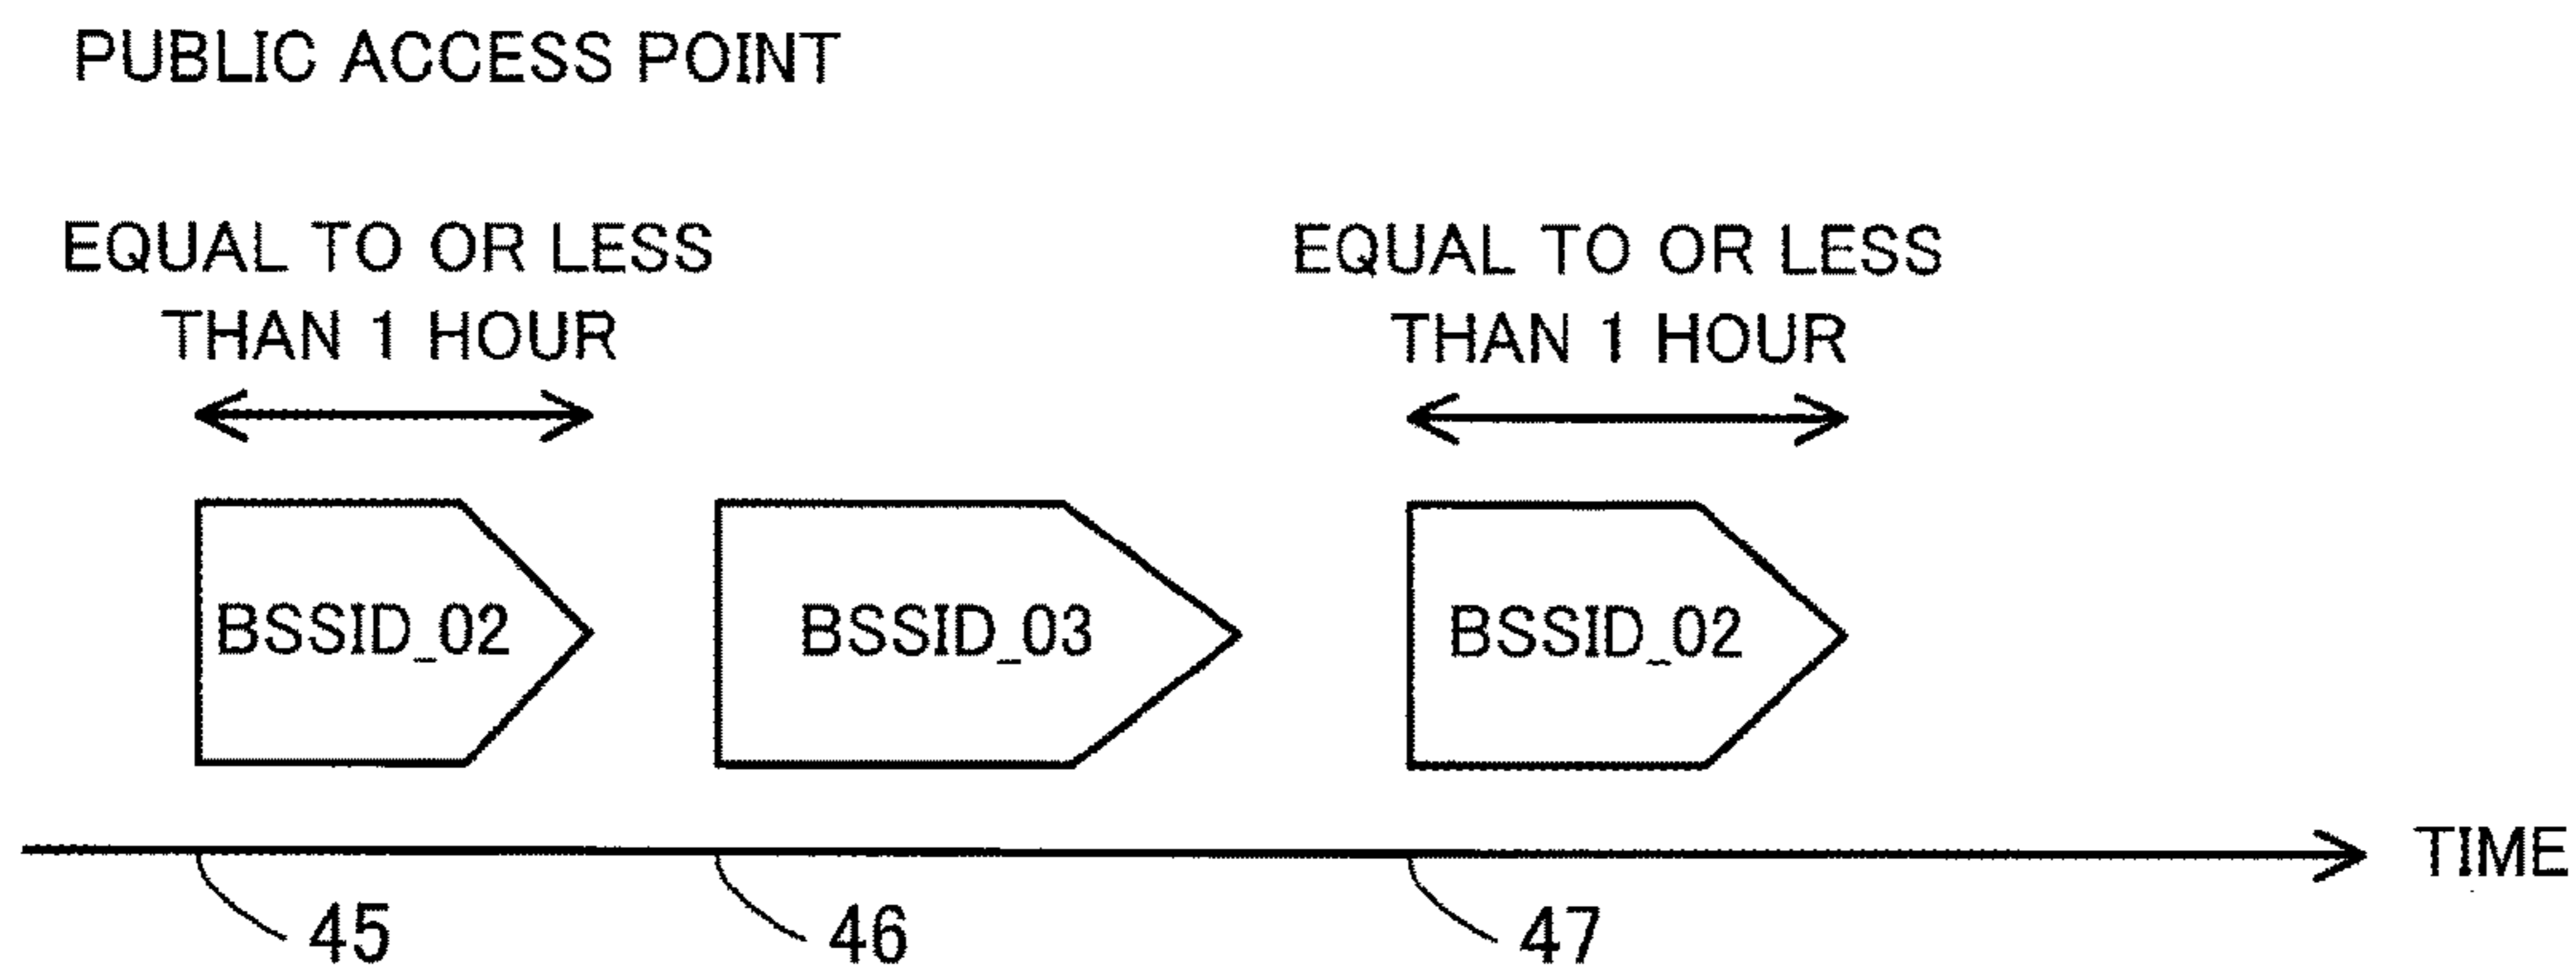 PUBLIC ACCESS POINT
EQUAL TO OR LESS
THAN 1 HOUR
EQUAL TO OR LESS
THAN 1 HOUR
BSSID_02
BSSID_03
BSSID_02
TIME
45
46
47